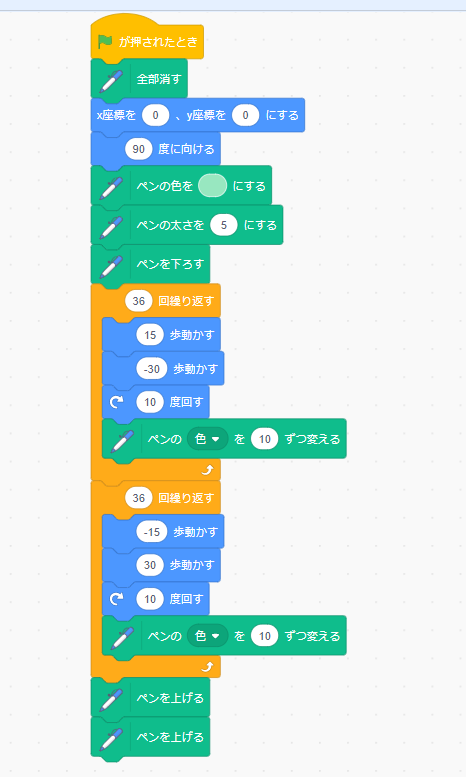 が押されたとき
全部消す
x座標を 0 、y座標を 0 にする
90 度に向ける
ペンの色を にする
ペンの太さを 5 にする
ペンを下ろす
36 回繰り返す
15 歩動かす
-30 歩動かす
10 度回す
ペンの 色 を 10 ずつ変える
36 回繰り返す
-15 歩動かす
30 歩動かす
10 度回す
ペンの 色 を 10 ずつ変える
ペンを上げる
ペンを上げる